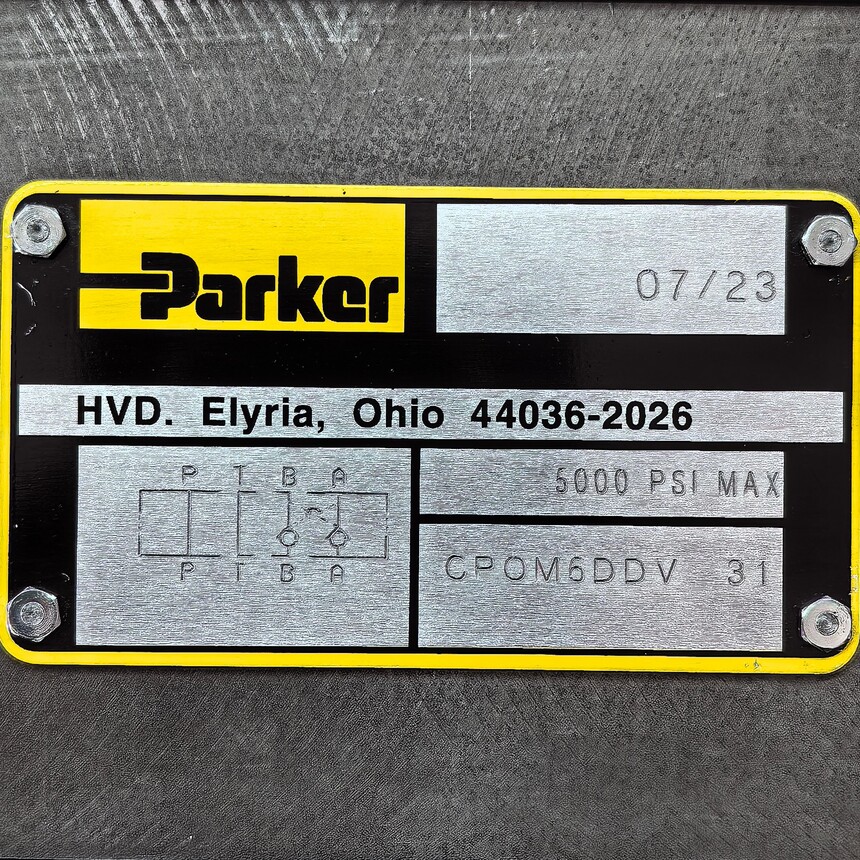 Parker
07/23
HVD. Elyria, Ohio 44036-2026
P T B A
P T B A
5000 PSI MAX
CPOM6DDV 31